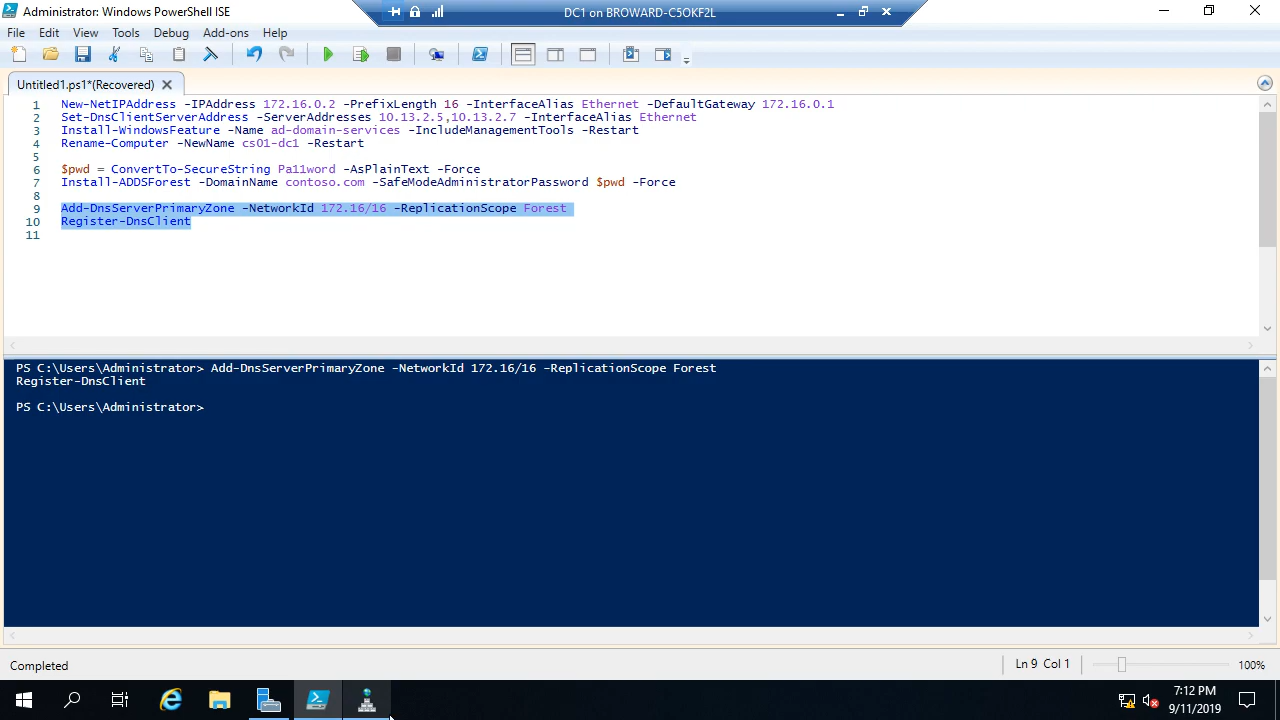 Administrator: Windows PowerShell ISE
DC1 on BROWARD-C5OKF2L
File Edit View Tools Debug Add-ons Help
Untitled1.ps1*(Recovered)
1 New-NetIPAddress -IPAddress 172.16.0.2 -PrefixLength 16 -InterfaceAlias Ethernet -DefaultGateway 172.16.0.1
2 Set-DnsClientServerAddress -ServerAddresses 10.13.2.5,10.13.2.7 -InterfaceAlias Ethernet
3 Install-WindowsFeature -Name ad-domain-services -IncludeManagementTools -Restart
4 Rename-Computer -NewName cs01-dc1 -Restart
5
6 $pwd = ConvertTo-SecureString Pa11word -AsPlainText -Force
7 Install-ADDSForest -DomainName contoso.com -SafeModeAdministratorPassword $pwd -Force
8
9 Add-DnsServerPrimaryZone -NetworkId 172.16/16 -ReplicationScope Forest
10 Register-DnsClient
11
PS C:\Users\Administrator> Add-DnsServerPrimaryZone -NetworkId 172.16/16 -ReplicationScope Forest
Register-DnsClient
PS C:\Users\Administrator>
Completed
Ln 9 Col 1
100%
7:12 PM
9/11/2019